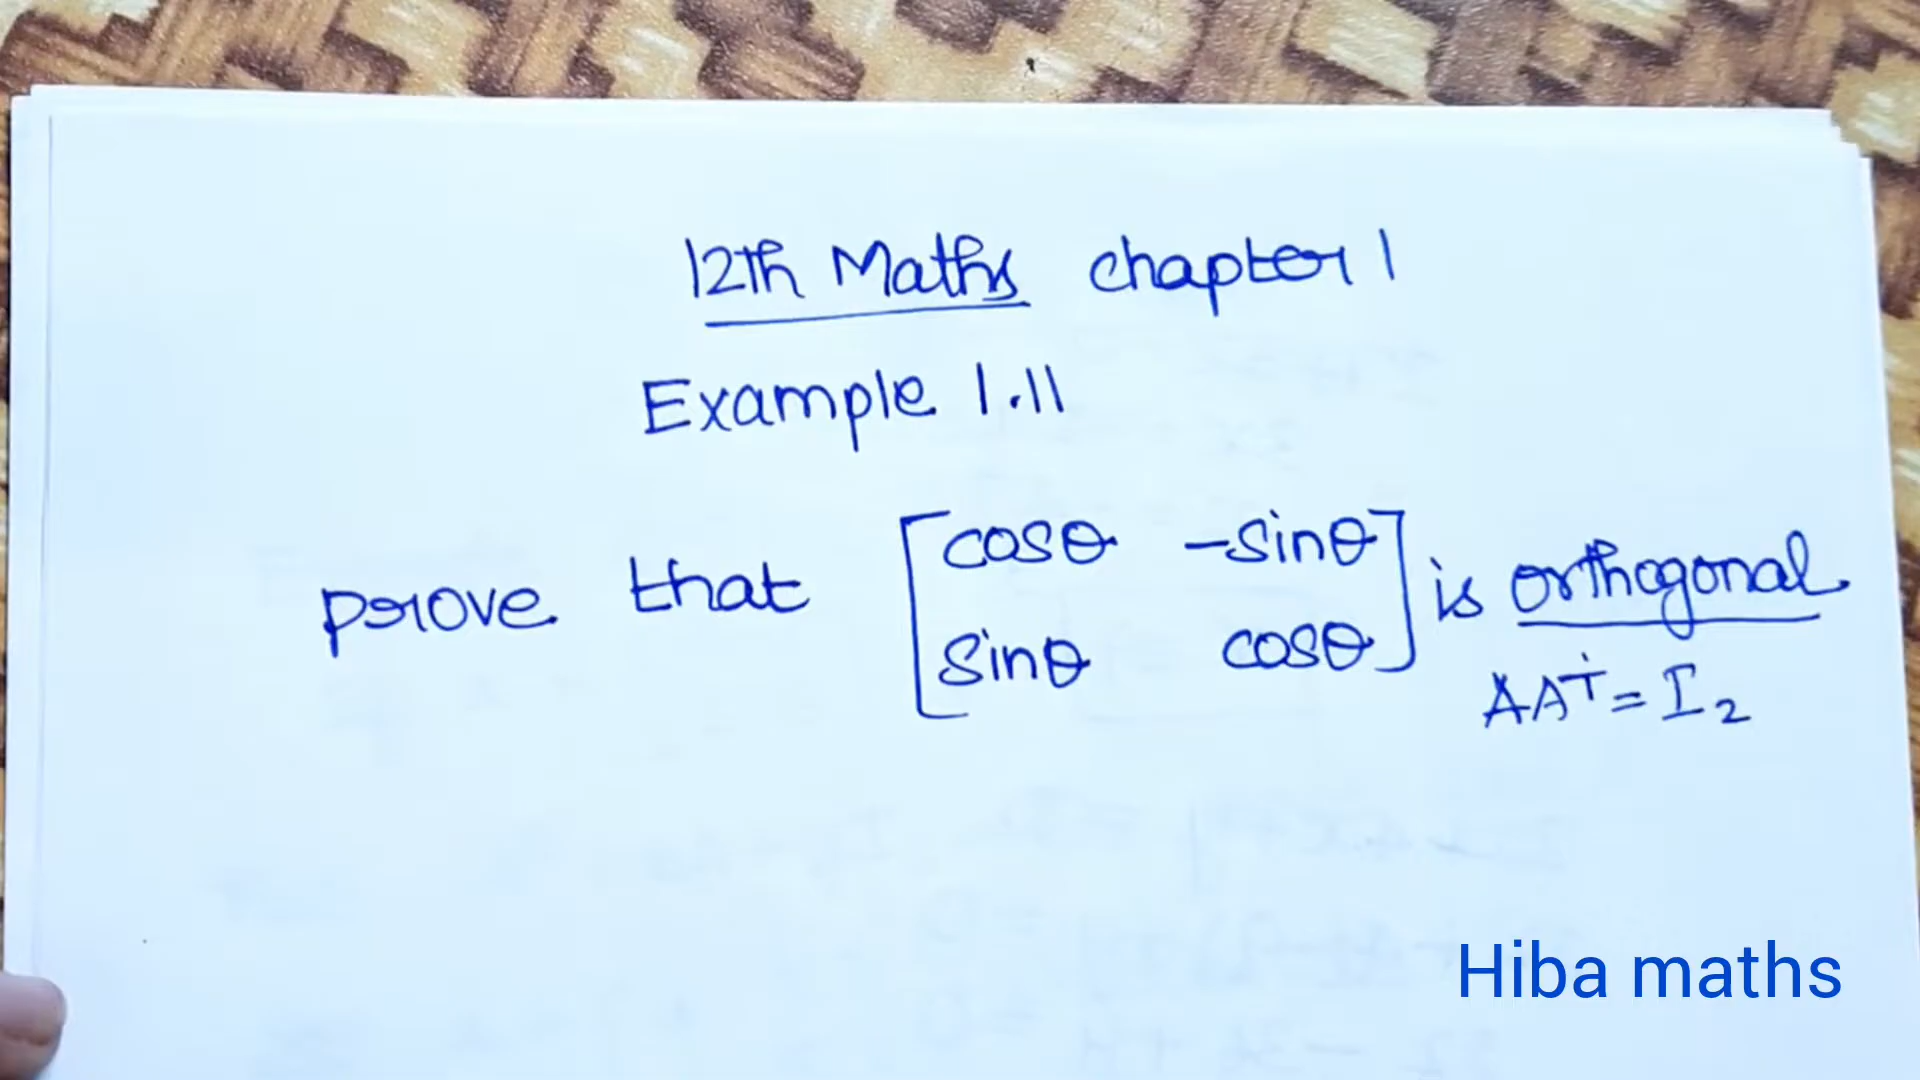 12th Maths chapter 1
Example 1.11
prove that [cosθ -sinθ; sinθ cosθ] is orthogonal
AAᵀ = I₂
Hiba maths